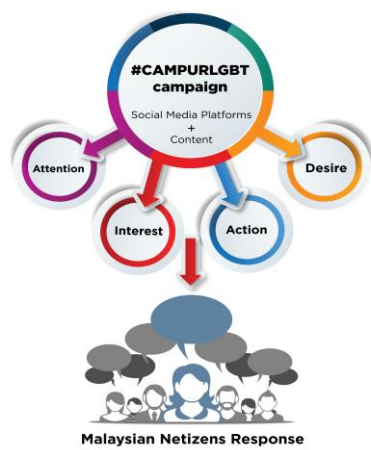 #CAMPURLGBT
campaign
Social Media Platforms
+
Content
Attention
Interest
Action
Desire
Malaysian Netizens Response